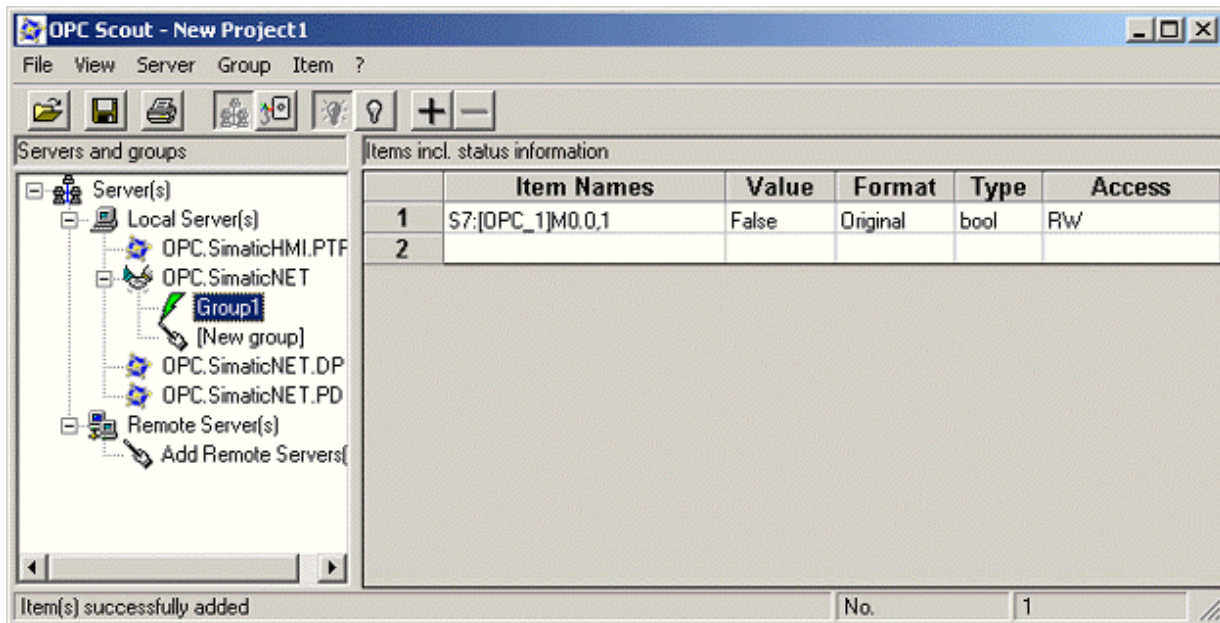 OPC Scout - New Project1
File View Server Group Item ?
Servers and groups
Items incl. status information
Server(s)
Local Server(s)
OPC.SimaticHMI.PTP
OPC.SimaticNET
Group1
[New group]
OPC.SimaticNET.DP
OPC.SimaticNET.PD
Remote Server(s)
Add Remote Servers(
Item Names Value Format Type Access
1 S7:[OPC_1]M0.0,1 False Original bool RW
2
Item(s) successfully added No. 1